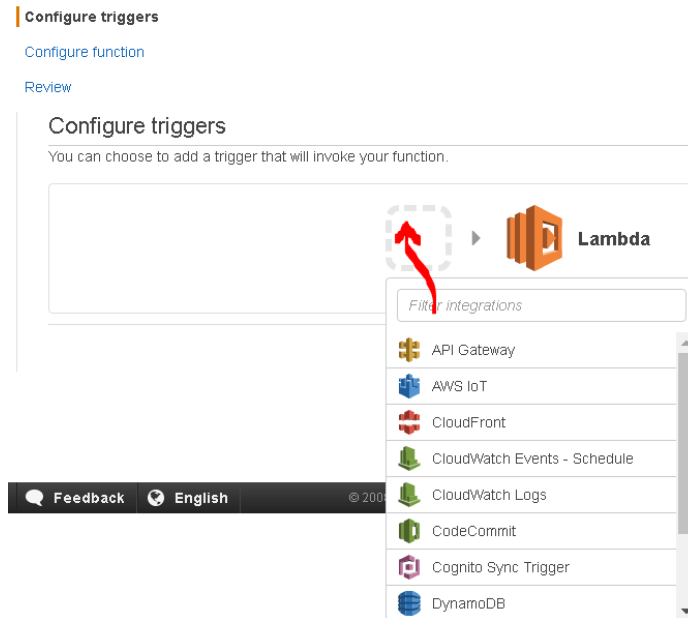 Configure triggers
Configure function
Review
Configure triggers
You can choose to add a trigger that will invoke your function.
Lambda
Filter integrations
API Gateway
AWS IoT
CloudFront
CloudWatch Events - Schedule
CloudWatch Logs
CodeCommit
Cognito Sync Trigger
DynamoDB
Feedback
English
©